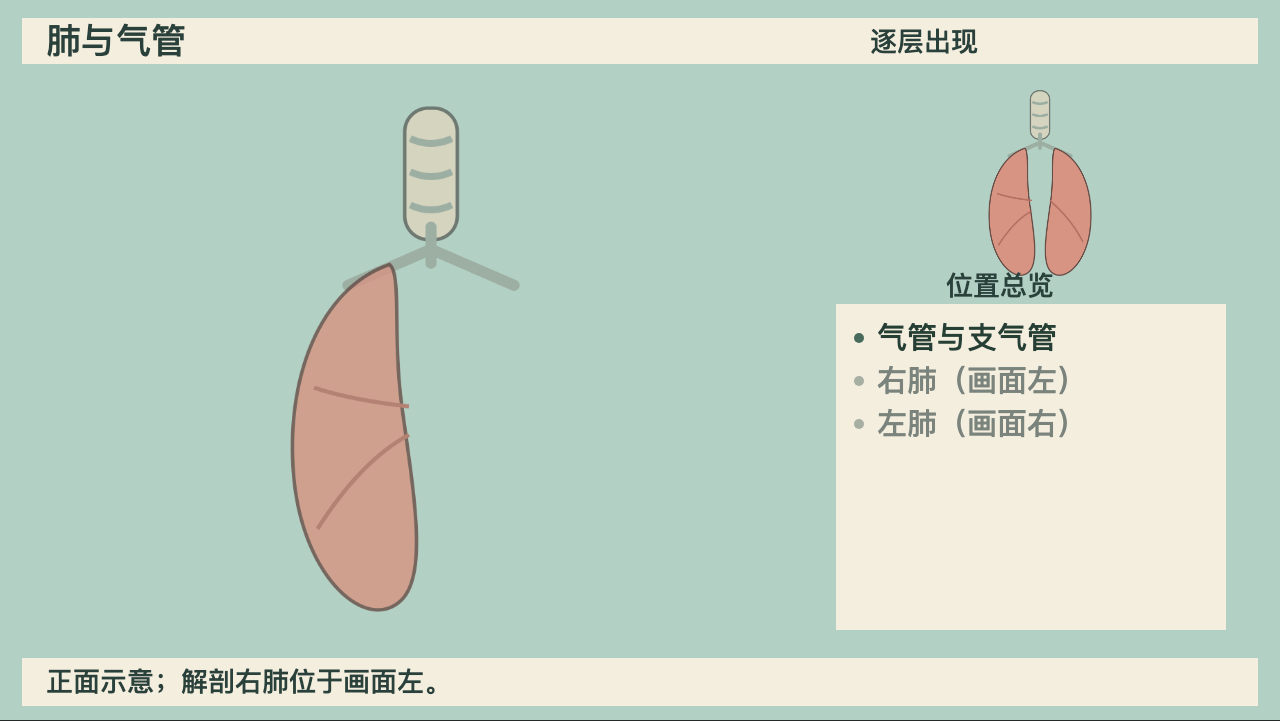 肺与气管
逐层出现
位置总览
气管与支气管
右肺（画面左）
左肺（画面右）
正面示意；解剖右肺位于画面左。